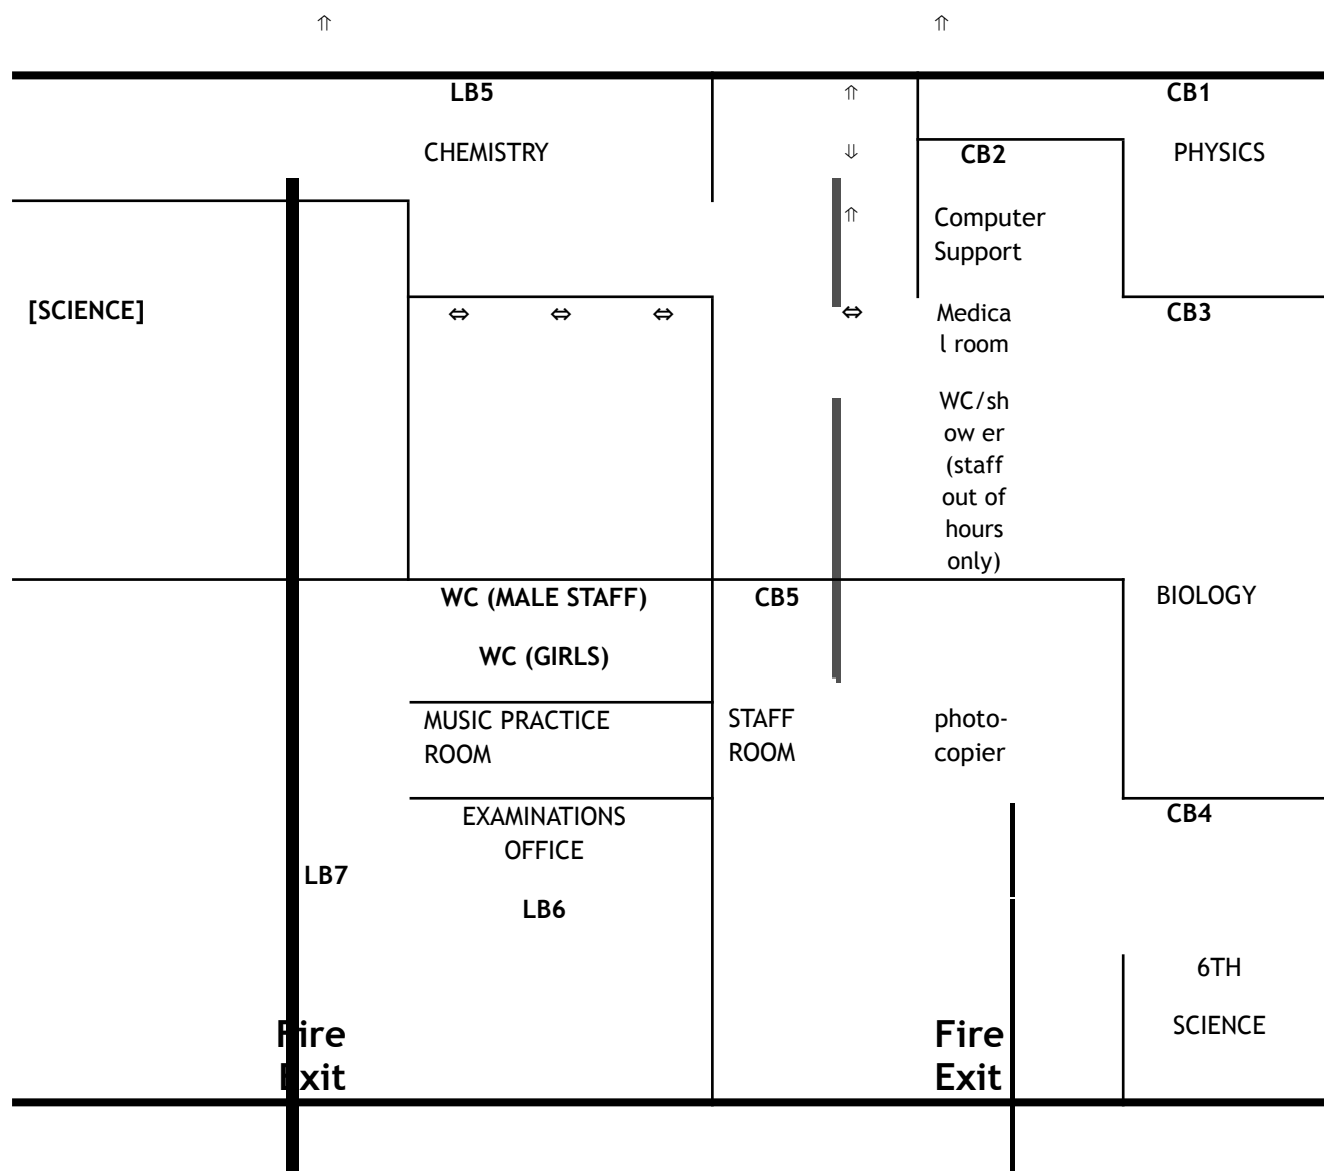 ⇑ ⇑
LB5 ⇑ CB1
CHEMISTRY ⇓ CB2 PHYSICS
⇑ Computer
Support
[SCIENCE] ⇔ ⇔ ⇔ ⇔ Medica CB3
l room
WC/sh
ow er
(staff
out of
hours
only)
WC (MALE STAFF) CB5 BIOLOGY
WC (GIRLS)
MUSIC PRACTICE STAFF photo-
ROOM ROOM copier
EXAMINATIONS CB4
OFFICE
LB7
LB6
6TH
SCIENCE
Fire Fire
Exit Exit